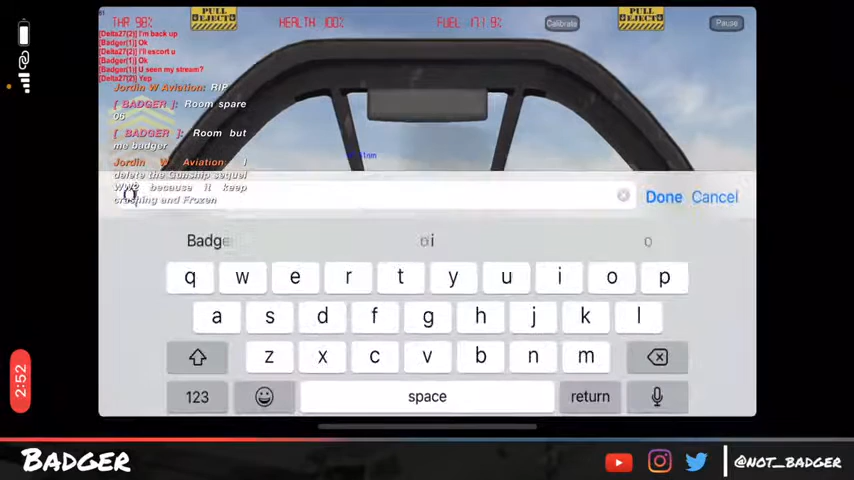 THR 98%
PULL EJECT
HEALTH 100%
FUEL 171.9%
Calibrate
PULL EJECT
Pause
[Delta27(2)] I'm back up
[Badger(1)] Ok
[Delta27(2)] I'll escort u
[Badger(1)] Ok
[Badger(1)] U seen my stream?
[Delta27(2)] Yep
Jordin W Aviation: RIP
[ BADGER ]: Room spare
06
[ BADGER ]: Room but
me badger
Jordin W Aviation: I
delete the Gunship sequel
WW2 because it keep
crashing and Frozen
Done
Cancel
Badge
oi
o
q w e r t y u i o p
a s d f g h j k l
z x c v b n m
123
space
return
2:52
BADGER
@NOT_BADGER